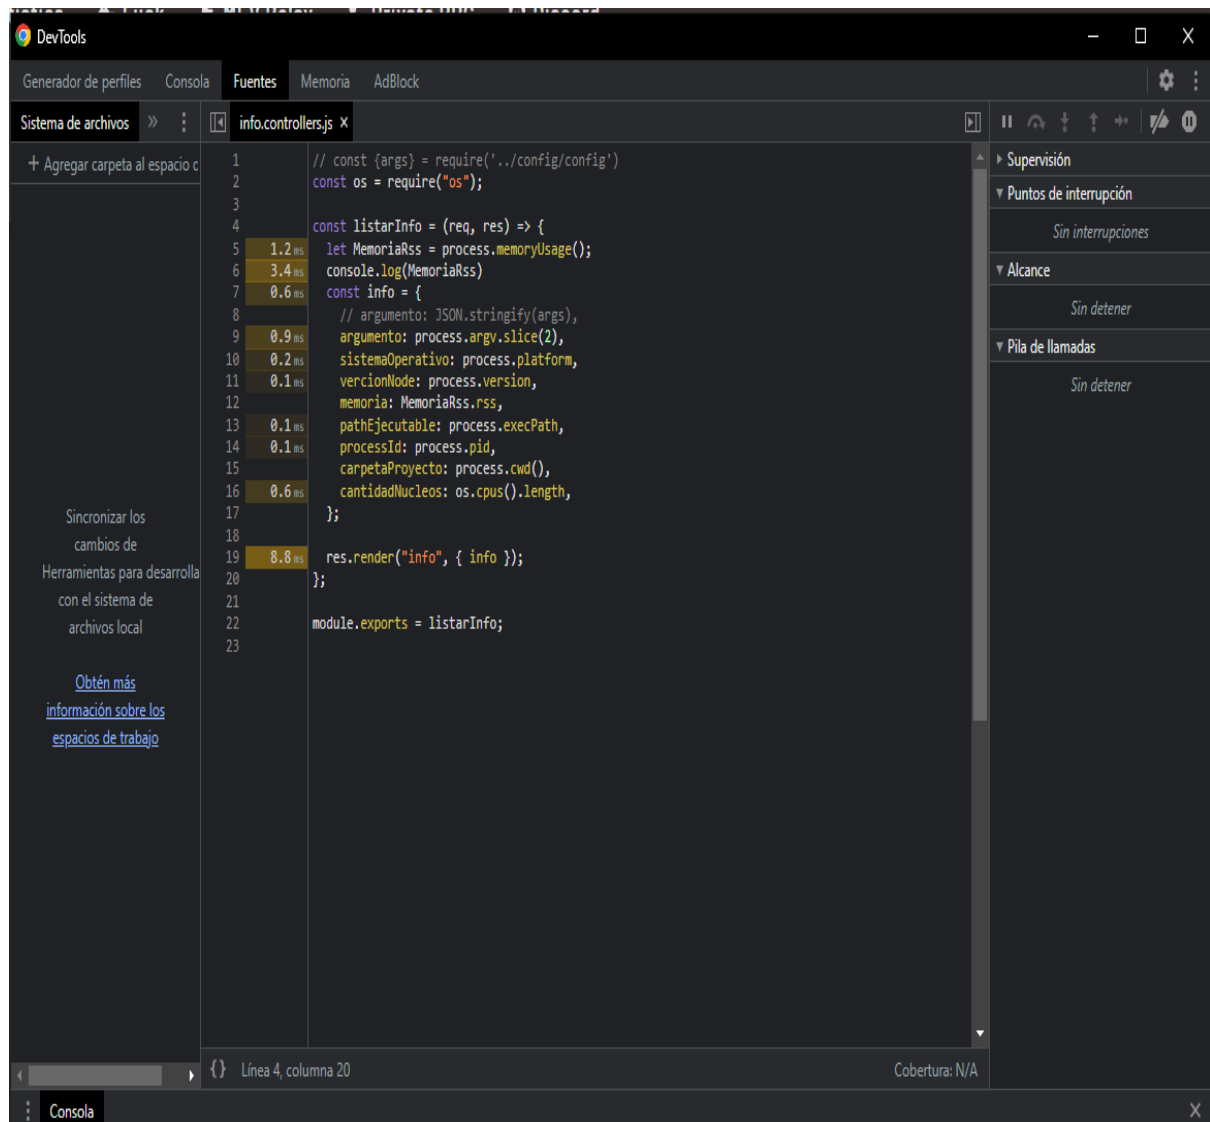 DevTools
Generador de perfiles Consola Fuentes Memoria AdBlock
Sistema de archivos » info.controllers.js ×
+ Agregar carpeta al espacio c
Supervisión
Puntos de interrupción
Sin interrupciones
Alcance
Sin detener
Pila de llamadas
Sin detener
1 // const {args} = require('../config/config')
2 const os = require("os");
3
4 const listarInfo = (req, res) => {
5 1.2 ms let MemoriaRss = process.memoryUsage();
6 3.4 ms console.log(MemoriaRss)
7 0.6 ms const info = {
8 // argumento: JSON.stringify(args),
9 0.9 ms argumento: process.argv.slice(2),
10 0.2 ms sistemaOperativo: process.platform,
11 0.1 ms vercionNode: process.version,
12 memoria: MemoriaRss.rss,
13 0.1 ms pathEjecutable: process.execPath,
14 0.1 ms processId: process.pid,
15 carpetaProyecto: process.cwd(),
16 0.6 ms cantidadNucleos: os.cpus().length,
17 };
18
19 8.8 ms res.render("info", { info });
20 };
21
22 module.exports = listarInfo;
23
Sincronizar los
cambios de
Herramientas para desarrolla
con el sistema de
archivos local
Obtén más
información sobre los
espacios de trabajo
{} Línea 4, columna 20 Cobertura: N/A
Consola